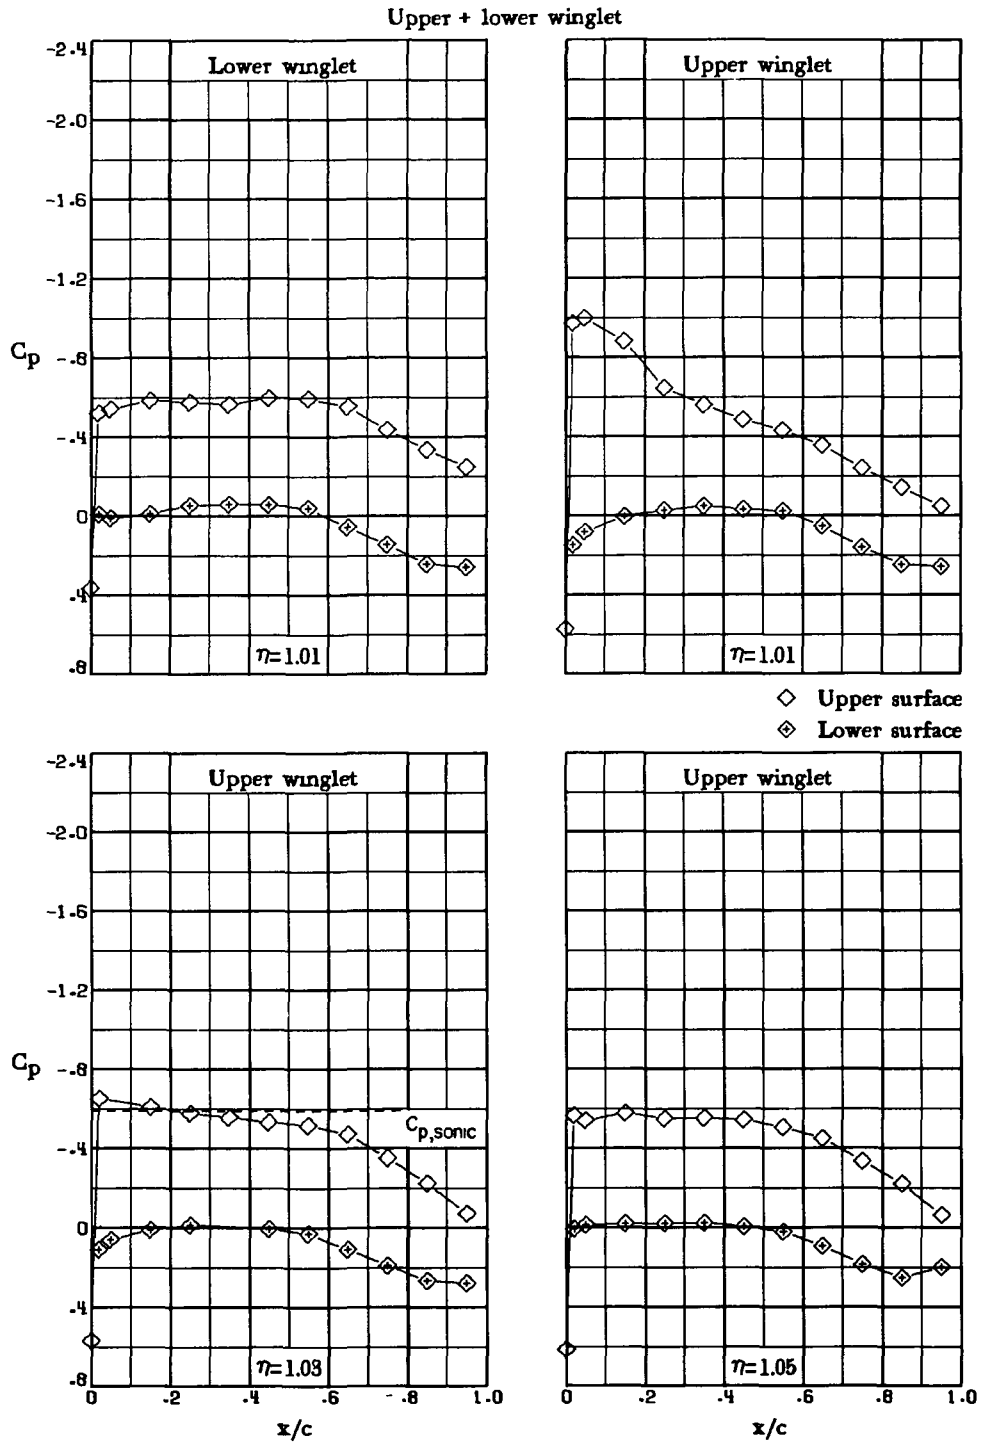 Upper + lower winglet
Lower winglet
Upper winglet
-2.4
-2.0
-1.6
-1.2
-.8
-.4
0
.4
.8
Cp
η=1.01
η=1.01
Upper surface
Lower surface
Upper winglet
Upper winglet
-2.4
-2.0
-1.6
-1.2
-.8
-.4
0
.4
.8
Cp
Cp,sonic
η=1.03
η=1.05
0 .2 .4 .6 .8 1.0
0 .2 .4 .6 .8 1.0
x/c
x/c